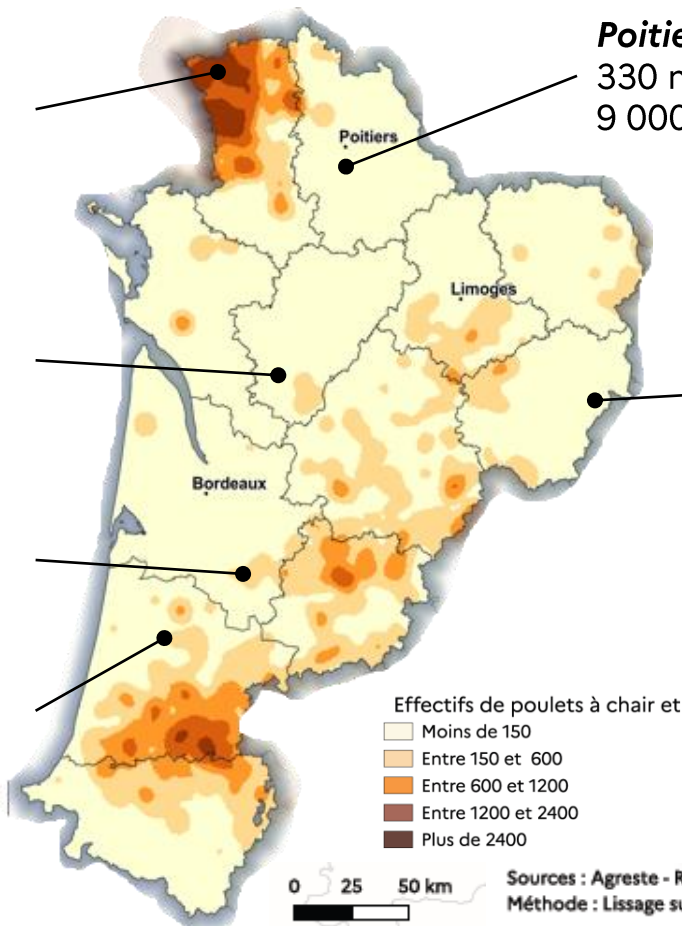 Poitie
330 n
9 000
Poitiers
Limoges
Bordeaux
Effectifs de poulets à chair et
Moins de 150
Entre 150 et 600
Entre 600 et 1200
Entre 1200 et 2400
Plus de 2400
0 25 50 km
Sources : Agreste - R
Méthode : Lissage su